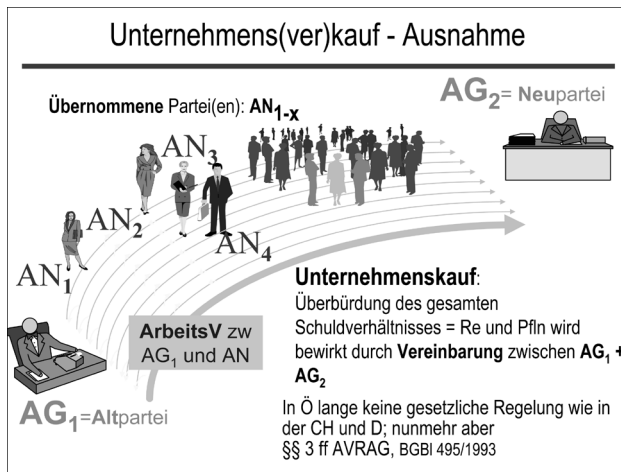 Unternehmens(ver)kauf - Ausnahme
AG2= Neupartei
Übernommene Partei(en): AN1-x
AN3
AN2
AN4
AN1
Unternehmenskauf:
Überbürdung des gesamten
Schuldverhältnisses = Re und Pfln wird
bewirkt durch Vereinbarung zwischen AG1 +
AG2
ArbeitsV zw
AG1 und AN
AG1=Altpartei
In Ö lange keine gesetzliche Regelung wie in
der CH und D; nunmehr aber
§§ 3 ff AVRAG, BGBl 495/1993